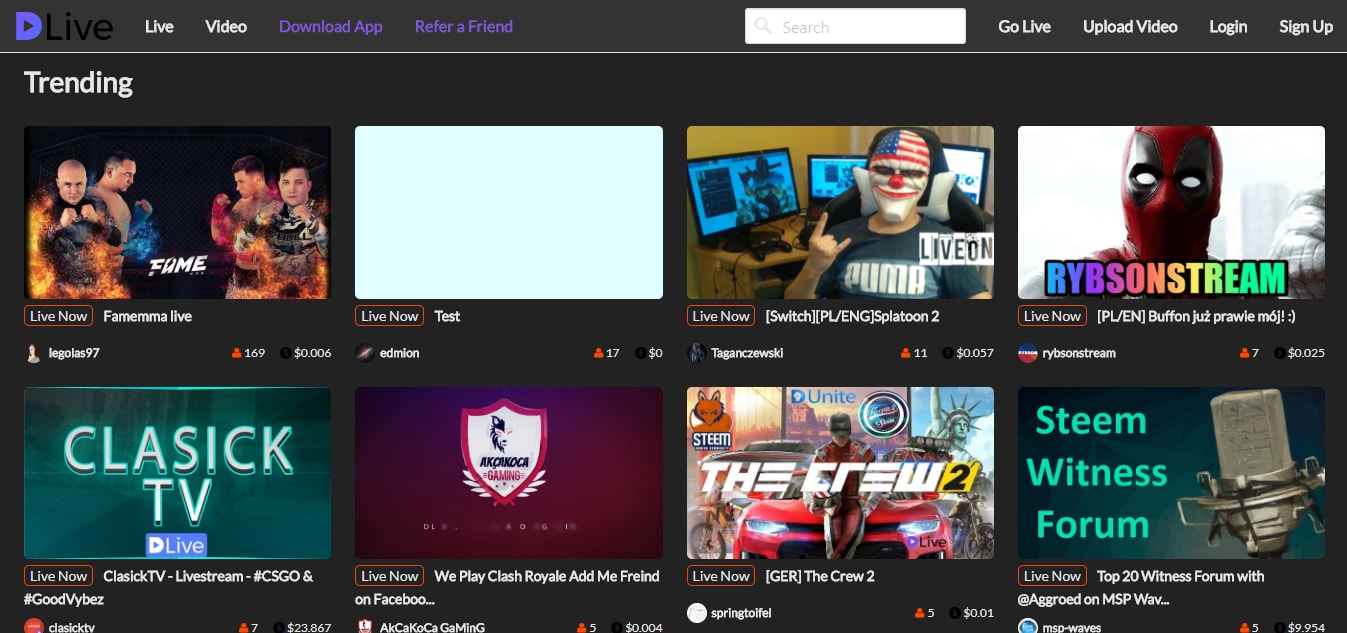 DLive Live Video Download App Refer a Friend Search Go Live Upload Video Login Sign Up
Trending
FAME
LIVEON
PUMA
RYBSONSTREAM
Live Now Famemma live
legolas97 169 $0.006
Live Now Test
edmion 17 $0
Live Now [Switch][PL/ENG]Splatoon 2
Taganczewski 11 $0.057
Live Now [PL/EN] Buffon już prawie mój! :)
rybsonstream 7 $0.025
CLASICK
TV
DLive
AKÇAKOCA
GAMING
DUnite
STEEM
THE CREW 2
DLive
Steem
Witness
Forum
Live Now ClasickTV - Livestream - #CSGO &
#GoodVybez
clasicktv 7 $23.867
Live Now We Play Clash Royale Add Me Freind
on Faceboo...
AkCaKoCa GaMinG 5 $0.004
Live Now [GER] The Crew 2
springtoifel 5 $0.01
Live Now Top 20 Witness Forum with
@Aggroed on MSP Wav...
msp-waves 5 $9.954